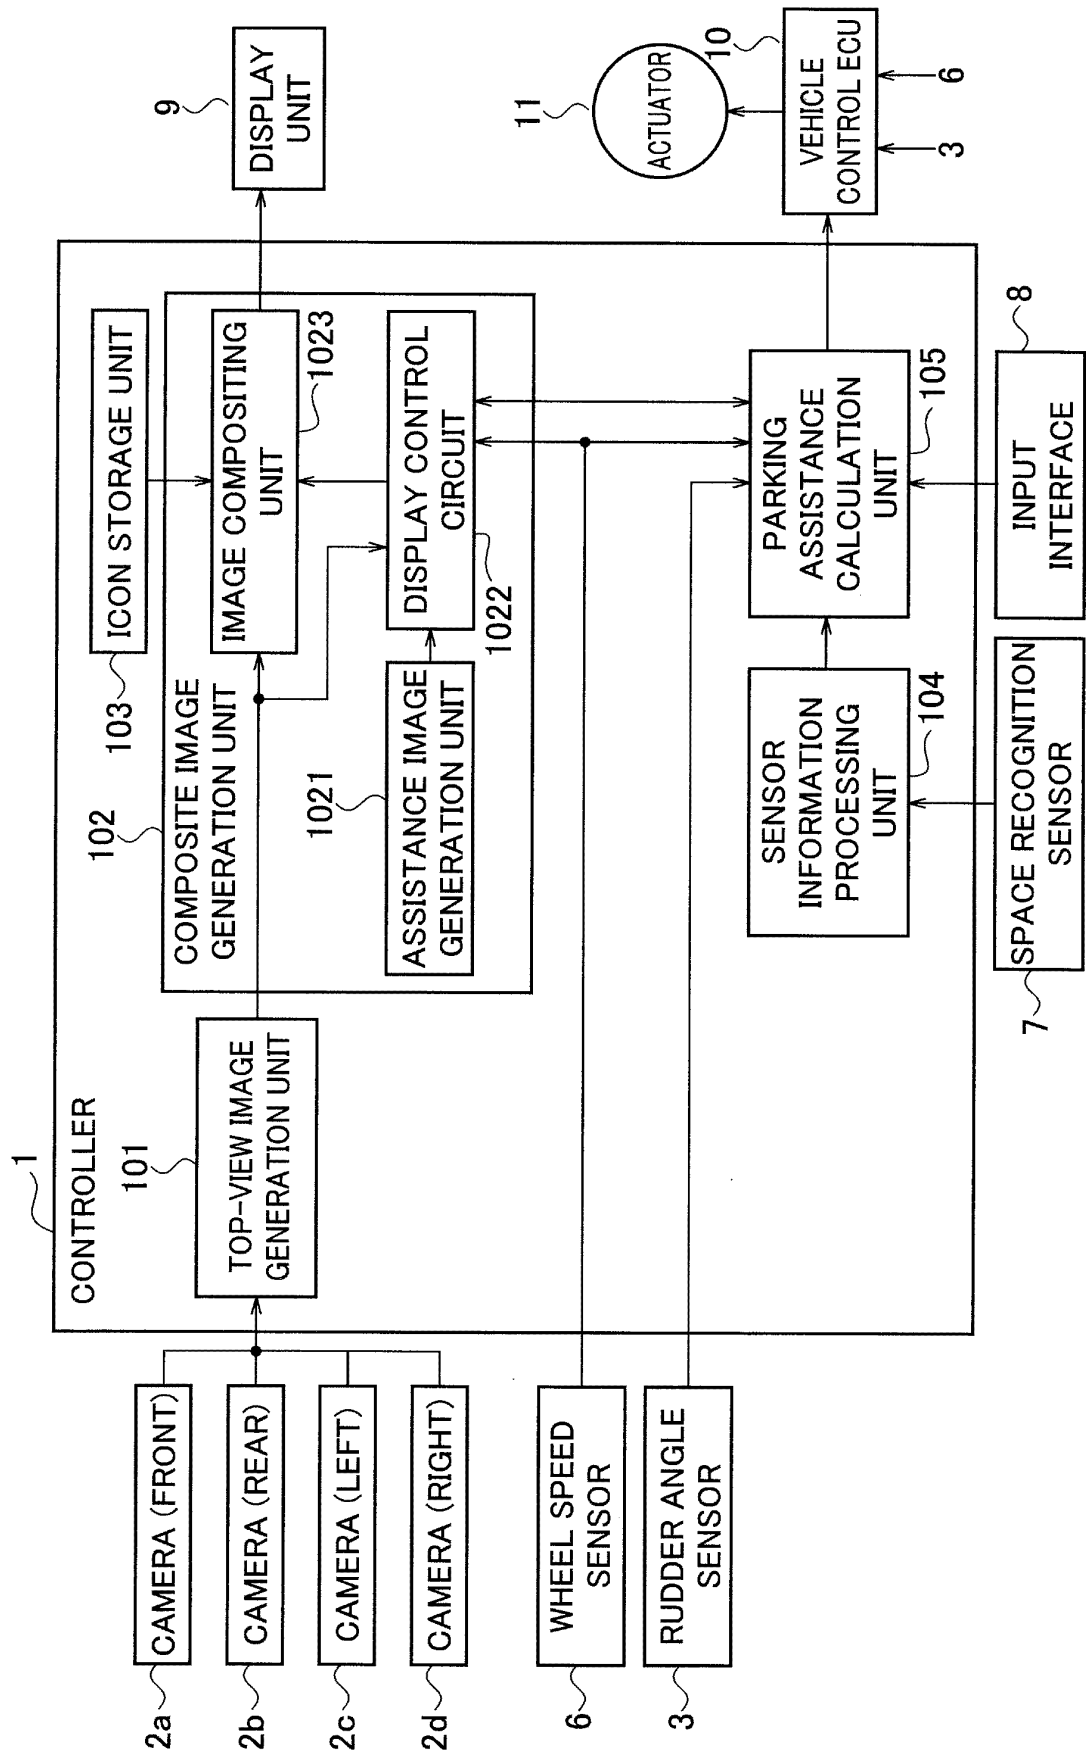 1
CONTROLLER
2a
CAMERA (FRONT)
2b
CAMERA (REAR)
2c
CAMERA (LEFT)
2d
CAMERA (RIGHT)
6
WHEEL SPEED
SENSOR
3
RUDDER ANGLE
SENSOR
101
TOP-VIEW IMAGE
GENERATION UNIT
102
COMPOSITE IMAGE
GENERATION UNIT
103
ICON STORAGE UNIT
IMAGE COMPOSITING
UNIT
1023
1021
ASSISTANCE IMAGE
GENERATION UNIT
DISPLAY CONTROL
CIRCUIT
1022
SENSOR
INFORMATION
PROCESSING
UNIT
104
PARKING
ASSISTANCE
CALCULATION
UNIT
105
7
SPACE RECOGNITION
SENSOR
8
INPUT
INTERFACE
9
DISPLAY
UNIT
11
ACTUATOR
10
VEHICLE
CONTROL ECU
3
6